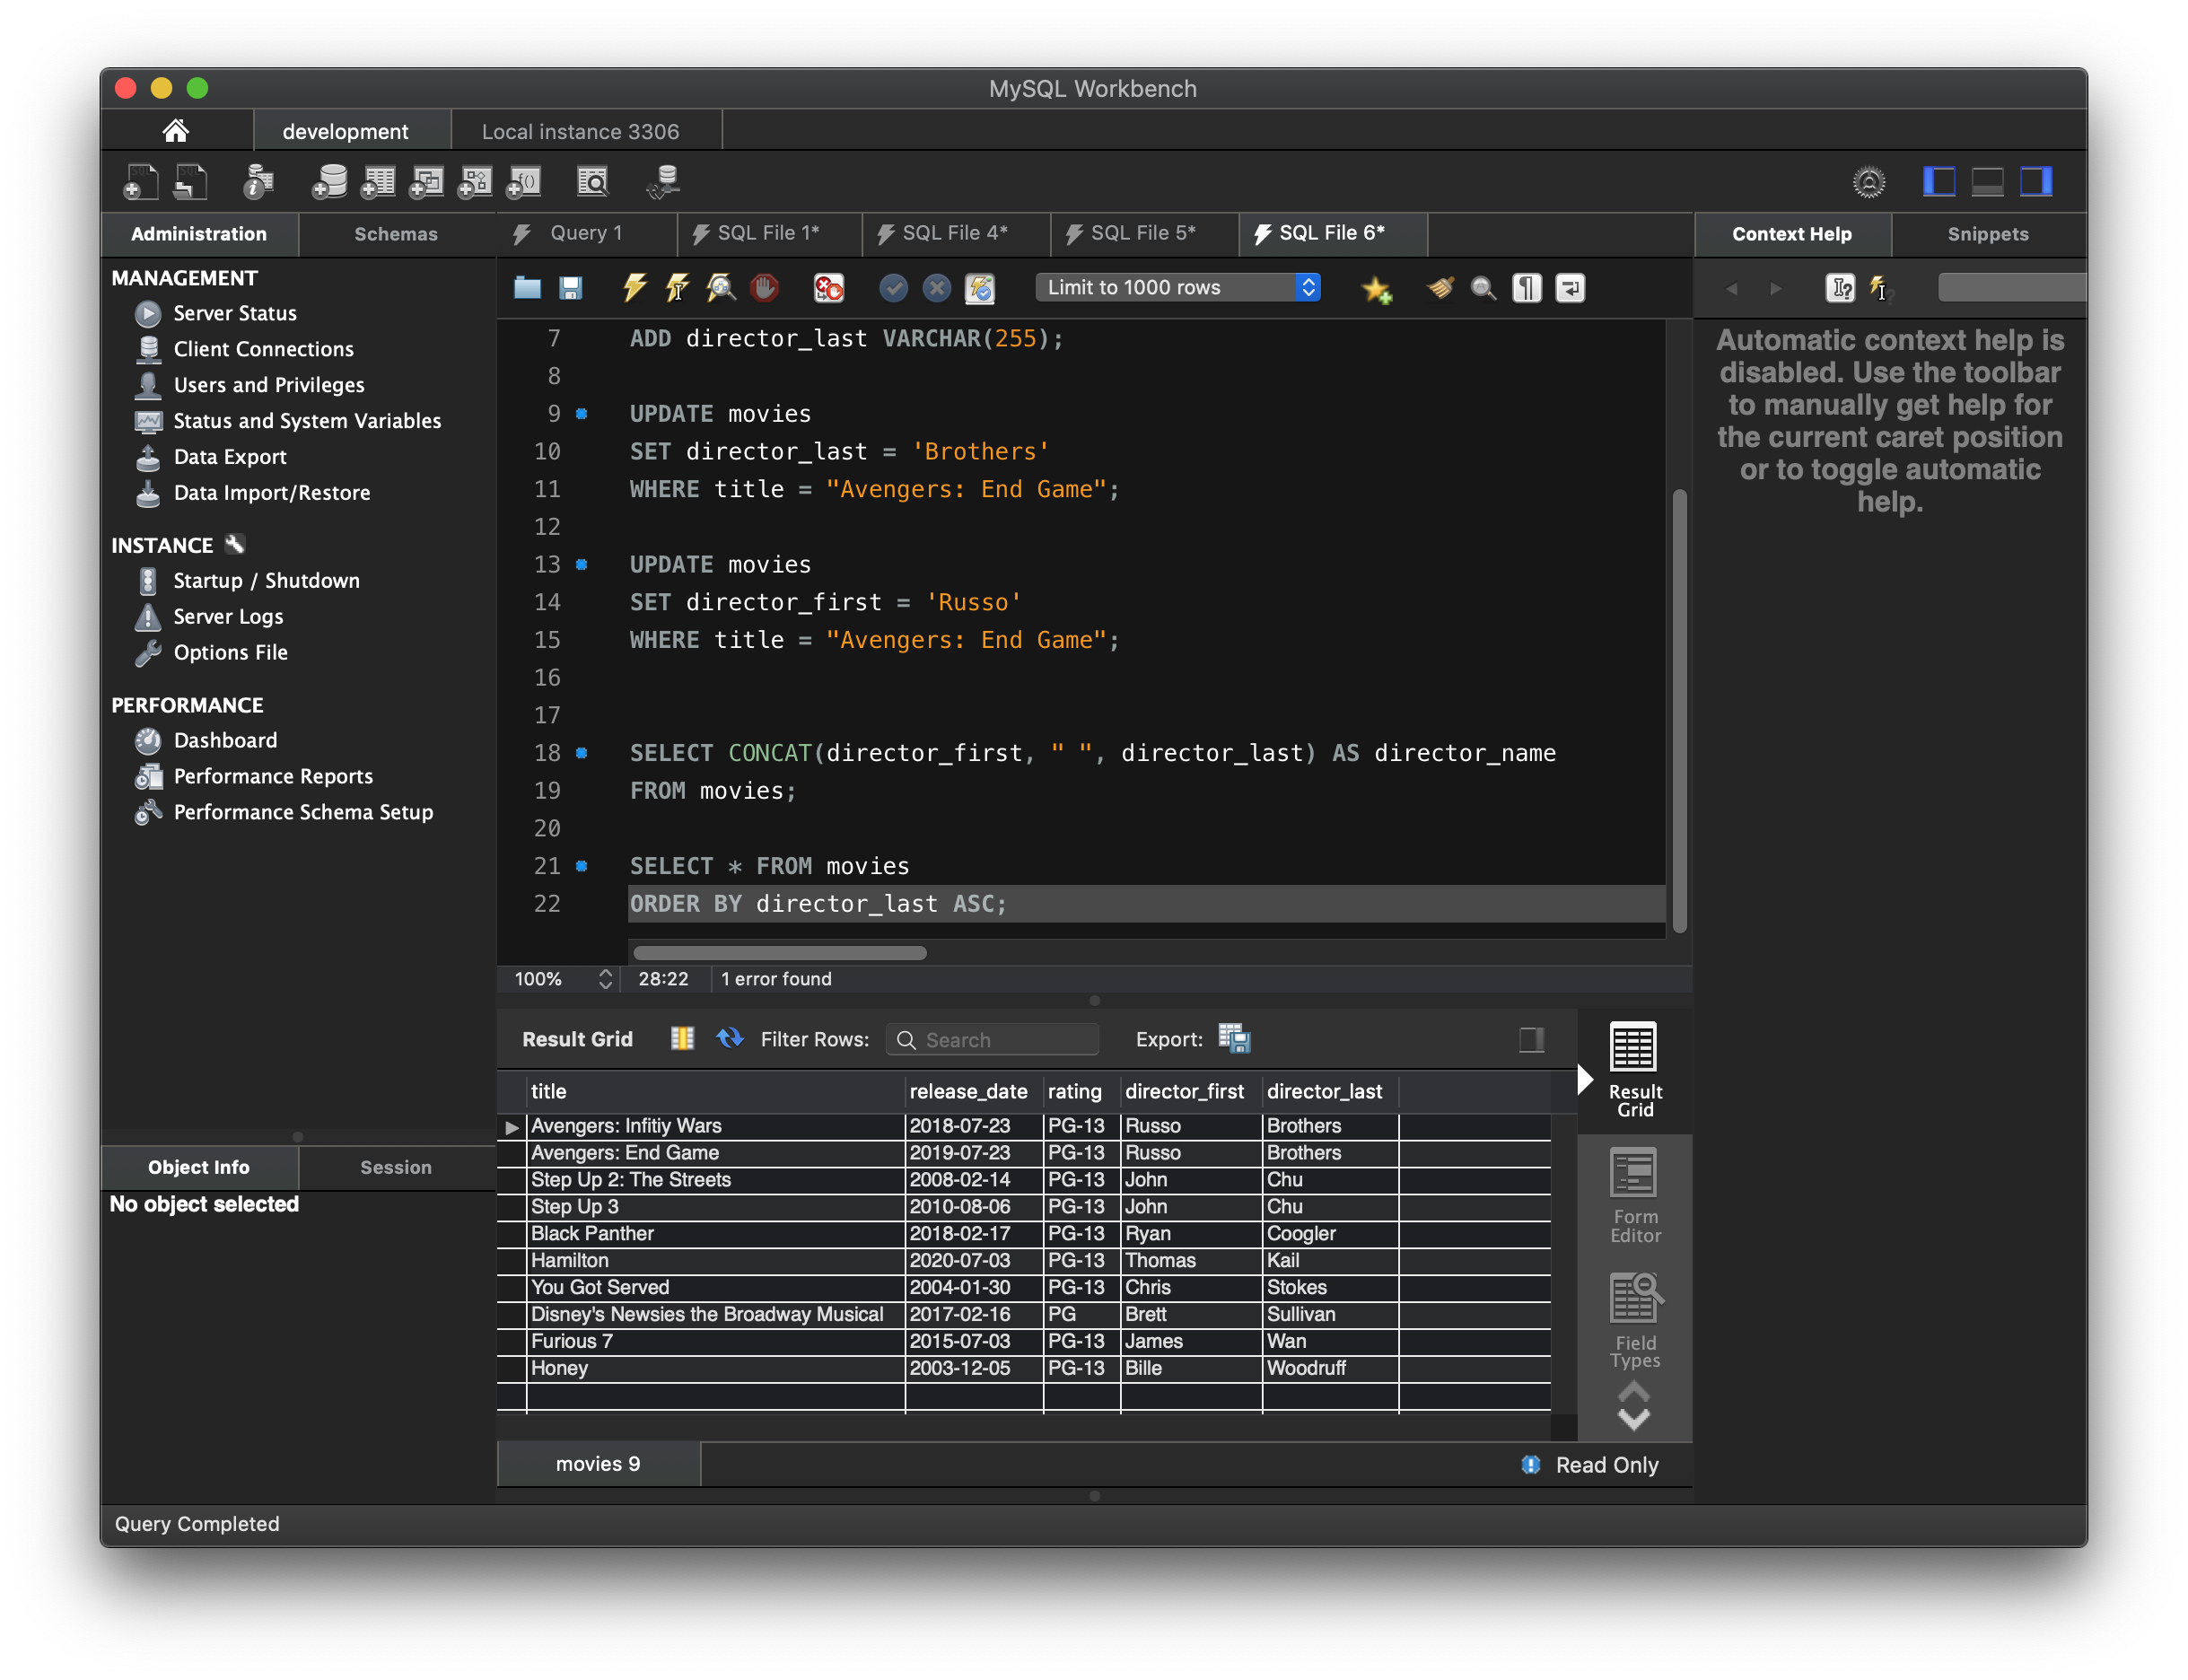 MySQL Workbench
development
Local instance 3306
Administration
Schemas
MANAGEMENT
Server Status
Client Connections
Users and Privileges
Status and System Variables
Data Export
Data Import/Restore
INSTANCE
Startup / Shutdown
Server Logs
Options File
PERFORMANCE
Dashboard
Performance Reports
Performance Schema Setup
Object Info
Session
No object selected
Query 1
SQL File 1*
SQL File 4*
SQL File 5*
SQL File 6*
Limit to 1000 rows
7 ADD director_last VARCHAR(255);
8
9 UPDATE movies
10 SET director_last = 'Brothers'
11 WHERE title = "Avengers: End Game";
12
13 UPDATE movies
14 SET director_first = 'Russo'
15 WHERE title = "Avengers: End Game";
16
17
18 SELECT CONCAT(director_first, " ", director_last) AS director_name
19 FROM movies;
20
21 SELECT * FROM movies
22 ORDER BY director_last ASC;
100% 28:22 1 error found
Result Grid Filter Rows: Search Export:
title release_date rating director_first director_last
Avengers: Infitiy Wars 2018-07-23 PG-13 Russo Brothers
Avengers: End Game 2019-07-23 PG-13 Russo Brothers
Step Up 2: The Streets 2008-02-14 PG-13 John Chu
Step Up 3 2010-08-06 PG-13 John Chu
Black Panther 2018-02-17 PG-13 Ryan Coogler
Hamilton 2020-07-03 PG-13 Thomas Kail
You Got Served 2004-01-30 PG-13 Chris Stokes
Disney's Newsies the Broadway Musical 2017-02-16 PG Brett Sullivan
Furious 7 2015-07-03 PG-13 James Wan
Honey 2003-12-05 PG-13 Bille Woodruff
Result
Grid
Form
Editor
Field
Types
movies 9
Read Only
Context Help
Snippets
Automatic context help is
disabled. Use the toolbar
to manually get help for
the current caret position
or to toggle automatic
help.
Query Completed